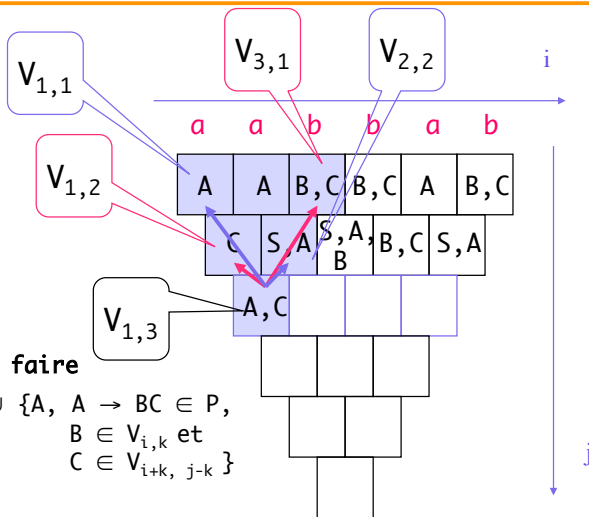 V3,1
V2,2
V1,1
i
a a b b a b
V1,2
A A B,C B,C A B,C
C S,A S,A, B B,C S,A
V1,3
A,C
faire
∪ {A, A → BC ∈ P,
B ∈ Vi,k et
C ∈ Vi+k, j-k }
j